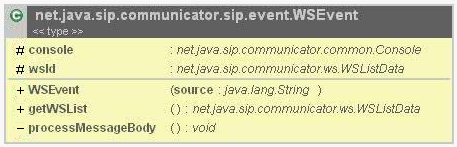 C net.java.sip.communicator.sip.event.WSEvent
<< type >>
# console : net.java.sip.communicator.common.Console
# wsld : net.java.sip.communicator.ws.WSListData
+ WSEvent (source : java.lang.String )
+ getWSList () : net.java.sip.communicator.ws.WSListData
− processMessageBody () : void